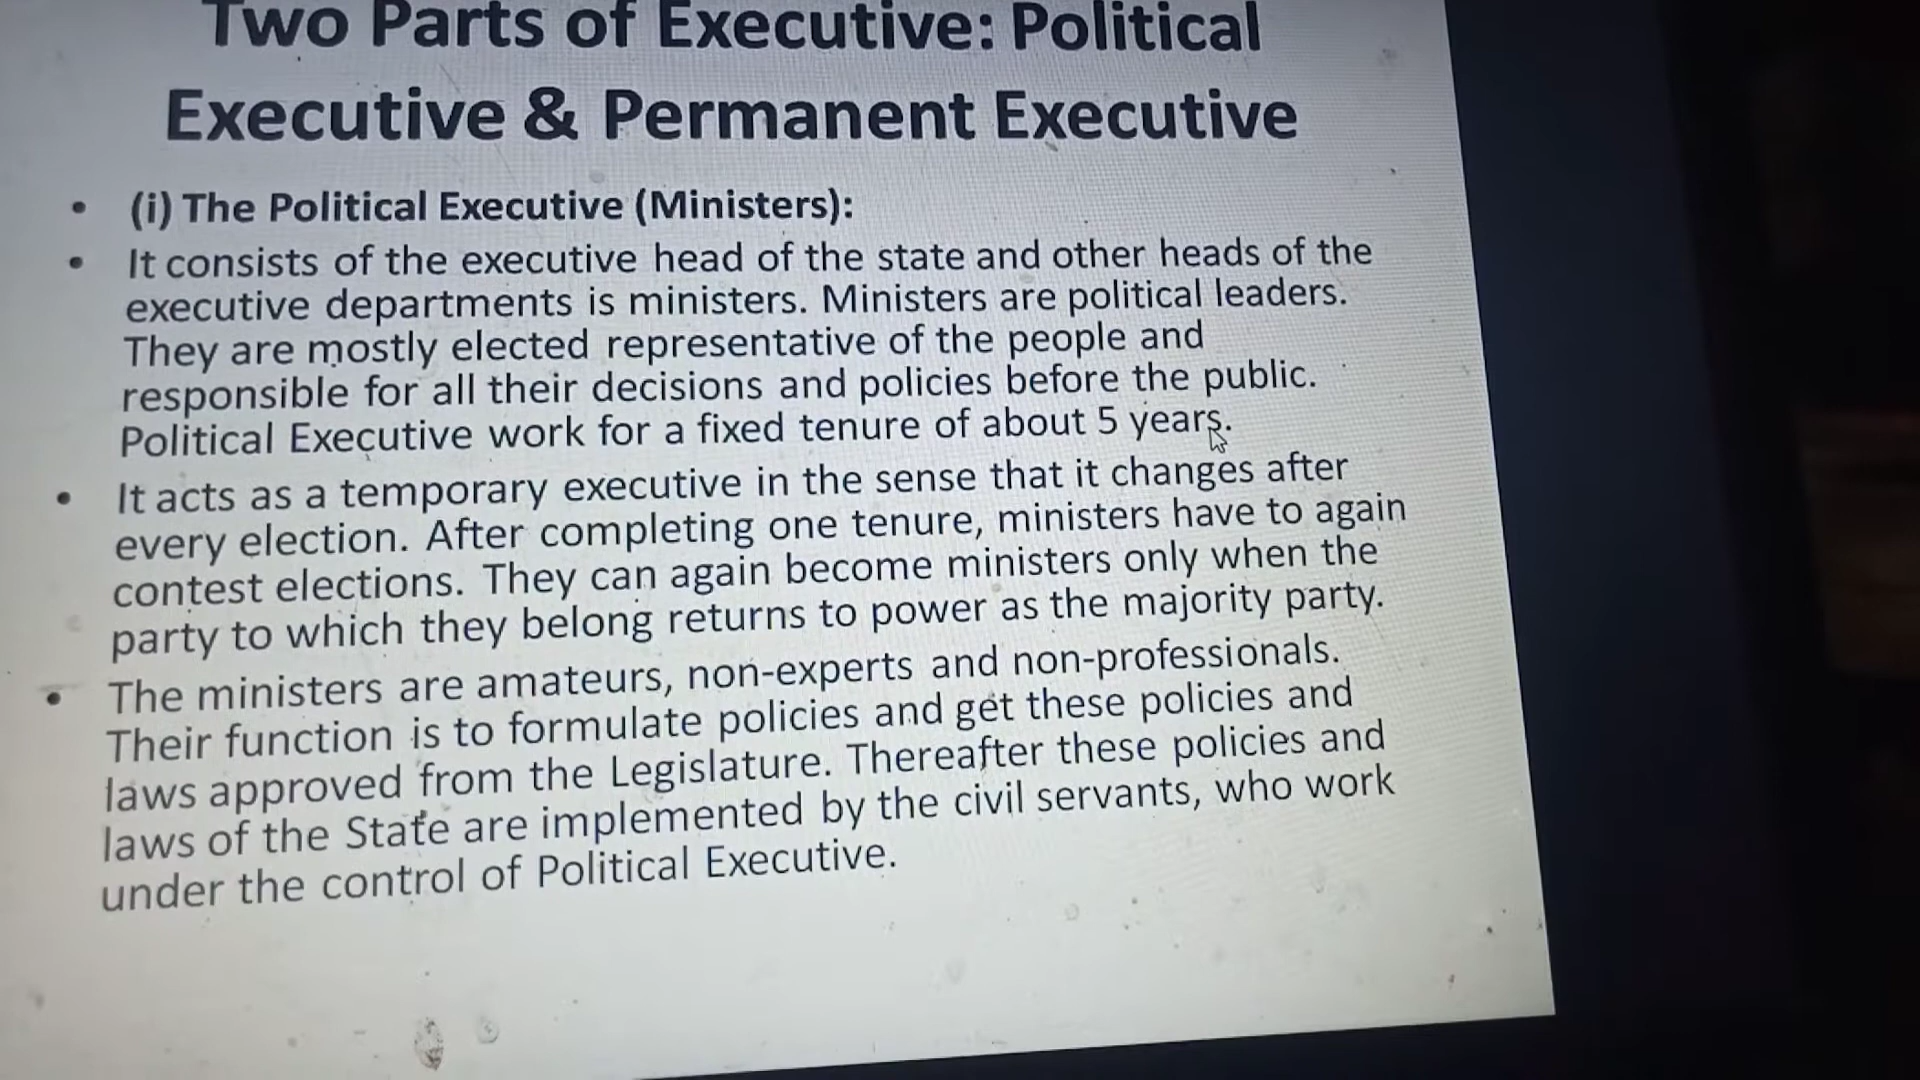 Two Parts of Executive: Political
Executive & Permanent Executive
• (i) The Political Executive (Ministers):
• It consists of the executive head of the state and other heads of the
executive departments is ministers. Ministers are political leaders.
They are mostly elected representative of the people and
responsible for all their decisions and policies before the public.
Political Executive work for a fixed tenure of about 5 years.
• It acts as a temporary executive in the sense that it changes after
every election. After completing one tenure, ministers have to again
contest elections. They can again become ministers only when the
party to which they belong returns to power as the majority party.
• The ministers are amateurs, non-experts and non-professionals.
Their function is to formulate policies and get these policies and
laws approved from the Legislature. Thereafter these policies and
laws of the State are implemented by the civil servants, who work
under the control of Political Executive.